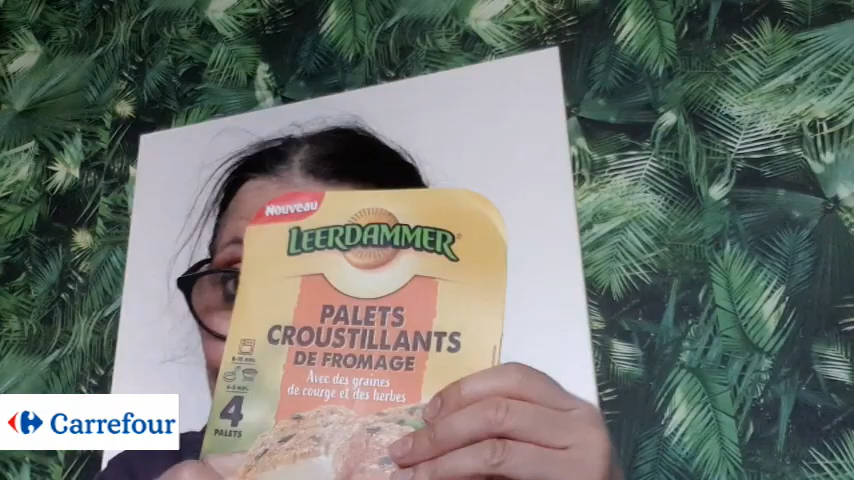 Nouveau
LEERDAMMER
PALETS
CROUSTILLANTS
DE FROMAGE
Avec des graines
de courge et des herbes
4
PALETS
Carrefour